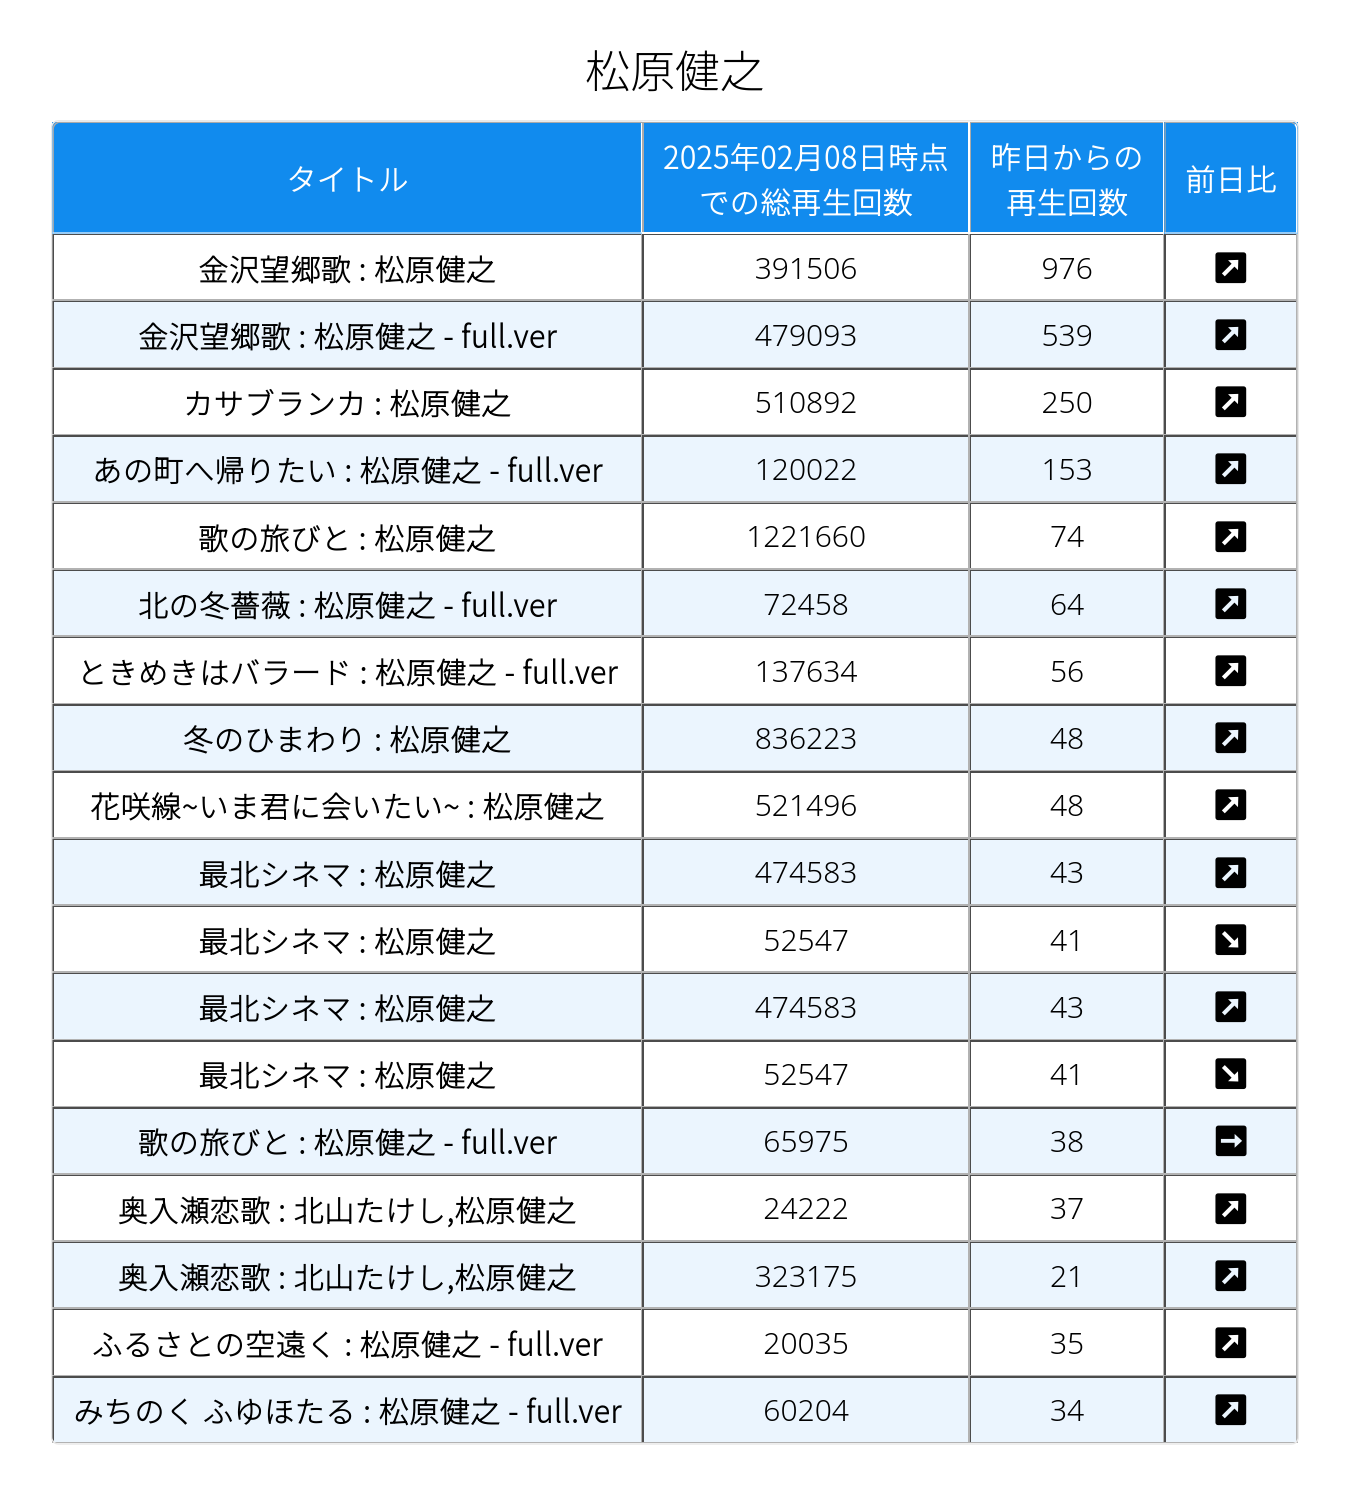 松原健之
タイトル 2025年02月08日時点での総再生回数 昨日からの再生回数 前日比
金沢望郷歌 : 松原健之 391506 976 ↗
金沢望郷歌 : 松原健之 - full.ver 479093 539 ↗
カサブランカ : 松原健之 510892 250 ↗
あの町へ帰りたい : 松原健之 - full.ver 120022 153 ↗
歌の旅びと : 松原健之 1221660 74 ↗
北の冬薔薇 : 松原健之 - full.ver 72458 64 ↗
ときめきはバラード : 松原健之 - full.ver 137634 56 ↗
冬のひまわり : 松原健之 836223 48 ↗
花咲線~いま君に会いたい~ : 松原健之 521496 48 ↗
最北シネマ : 松原健之 474583 43 ↗
最北シネマ : 松原健之 52547 41 ↘
最北シネマ : 松原健之 474583 43 ↗
最北シネマ : 松原健之 52547 41 ↘
歌の旅びと : 松原健之 - full.ver 65975 38 →
奥入瀬恋歌 : 北山たけし,松原健之 24222 37 ↗
奥入瀬恋歌 : 北山たけし,松原健之 323175 21 ↗
ふるさとの空遠く : 松原健之 - full.ver 20035 35 ↗
みちのく ふゆほたる : 松原健之 - full.ver 60204 34 ↗